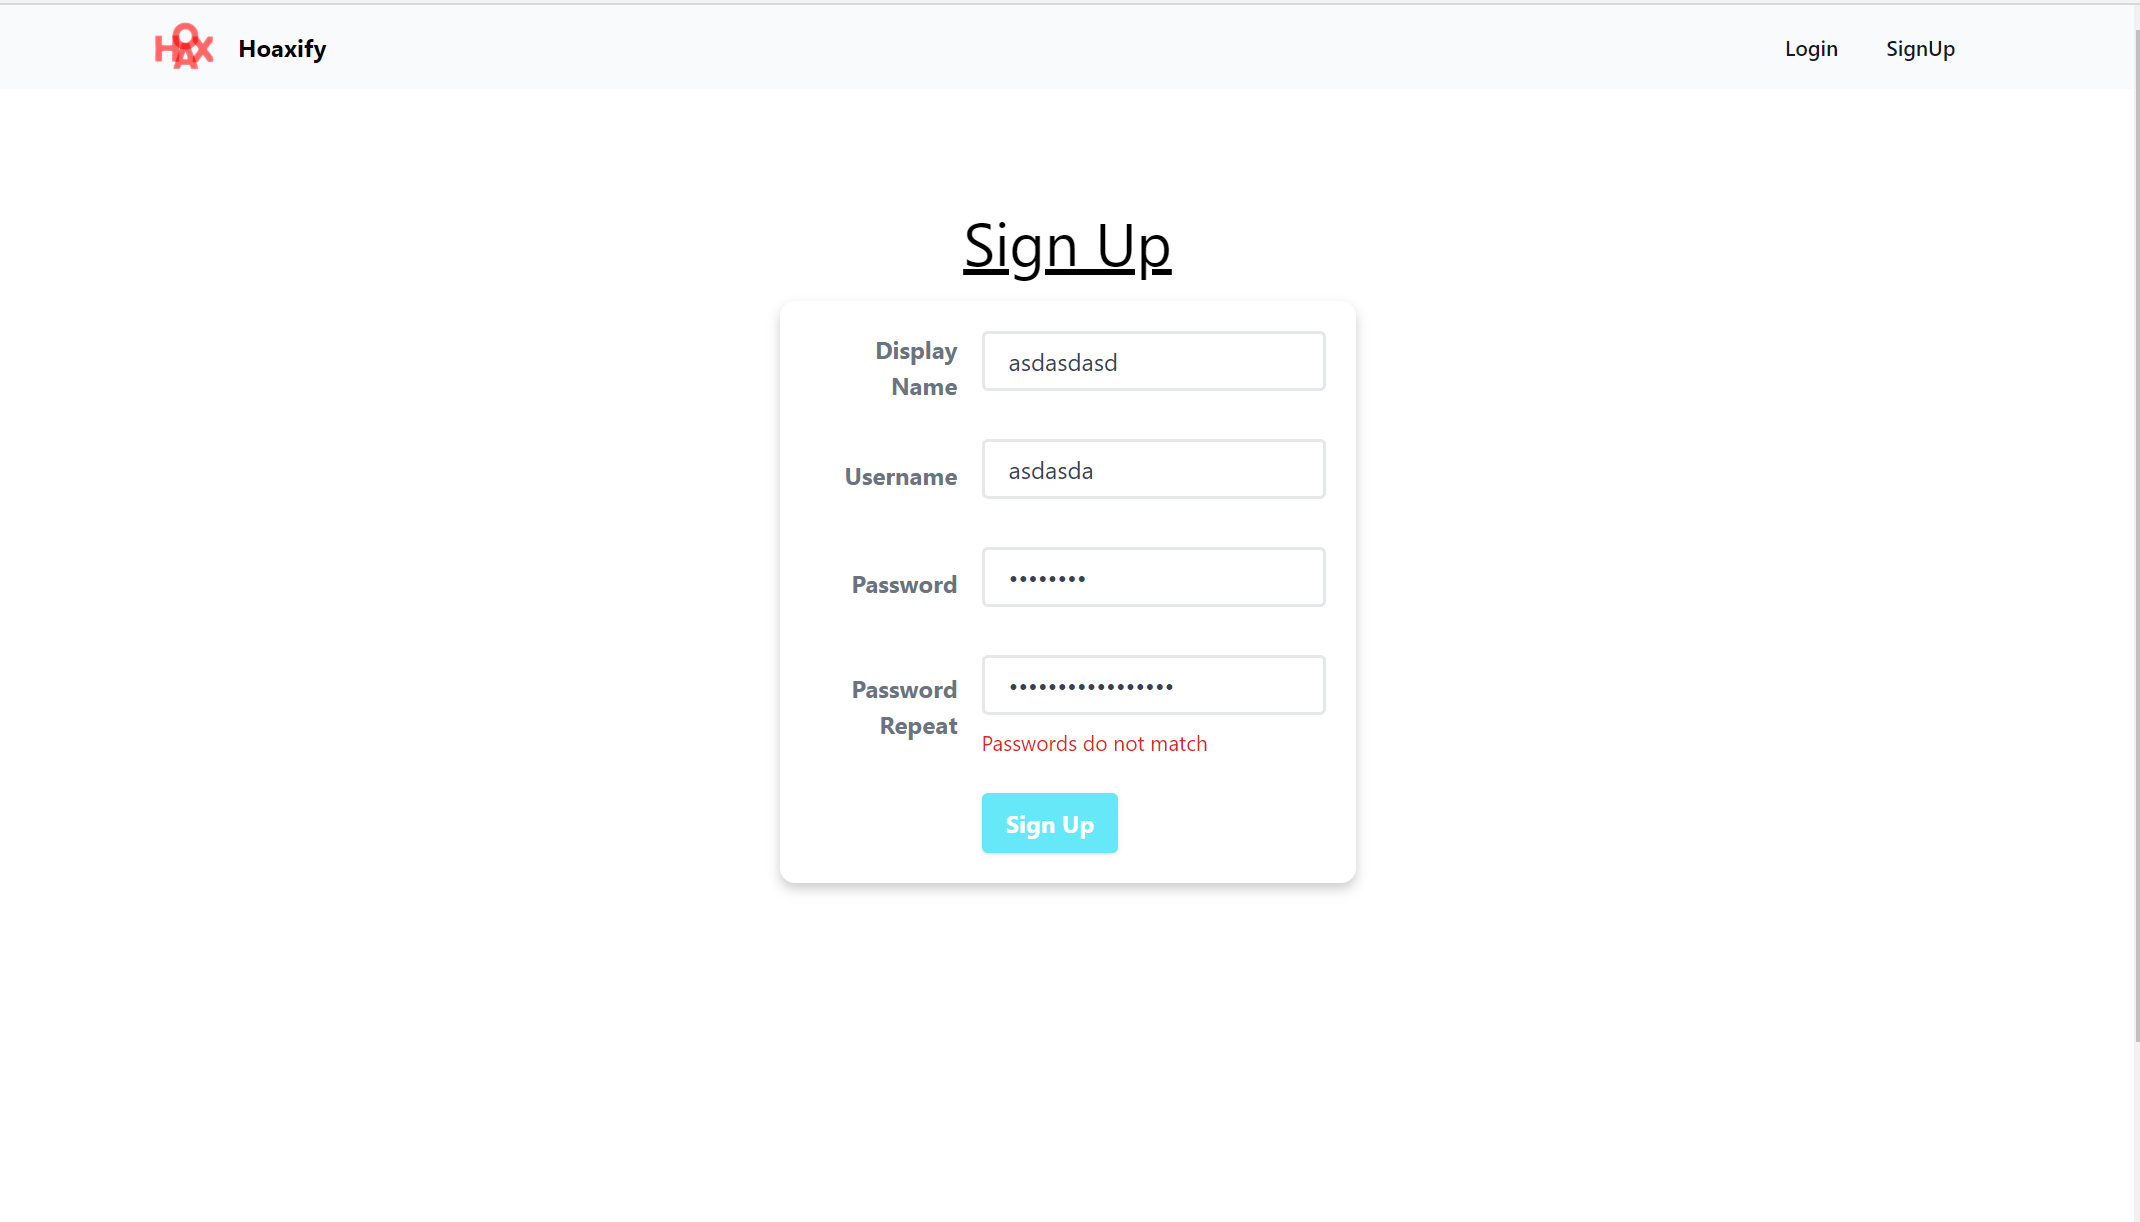 HOAX
Hoaxify
Login
SignUp
Sign Up
Display
Name
asdasdasd
Username
asdasda
Password
••••••••
Password
Repeat
•••••••••••••••••
Passwords do not match
Sign Up